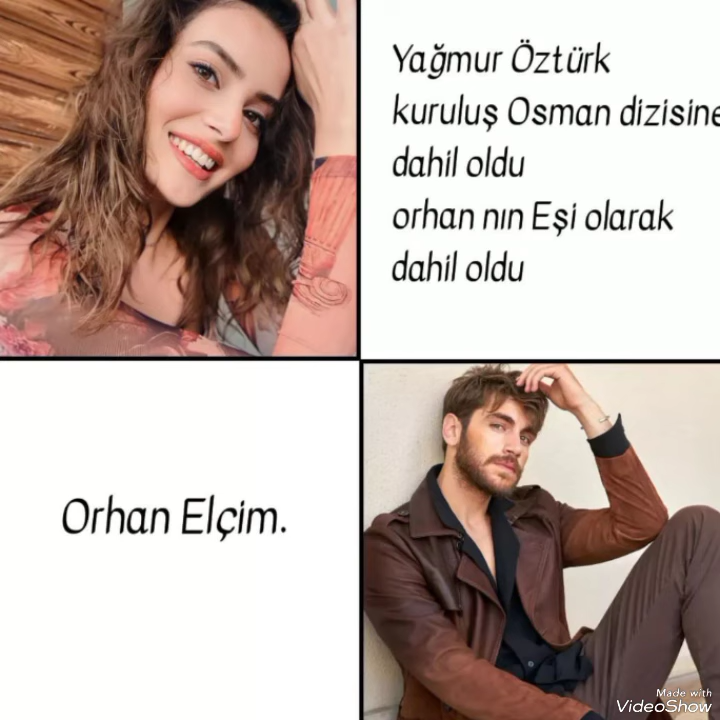 Yağmur Öztürk
kuruluş Osman dizisine
dahil oldu
orhan nın Eşi olarak
dahil oldu
Orhan Elçim.
Made with
VideoShow